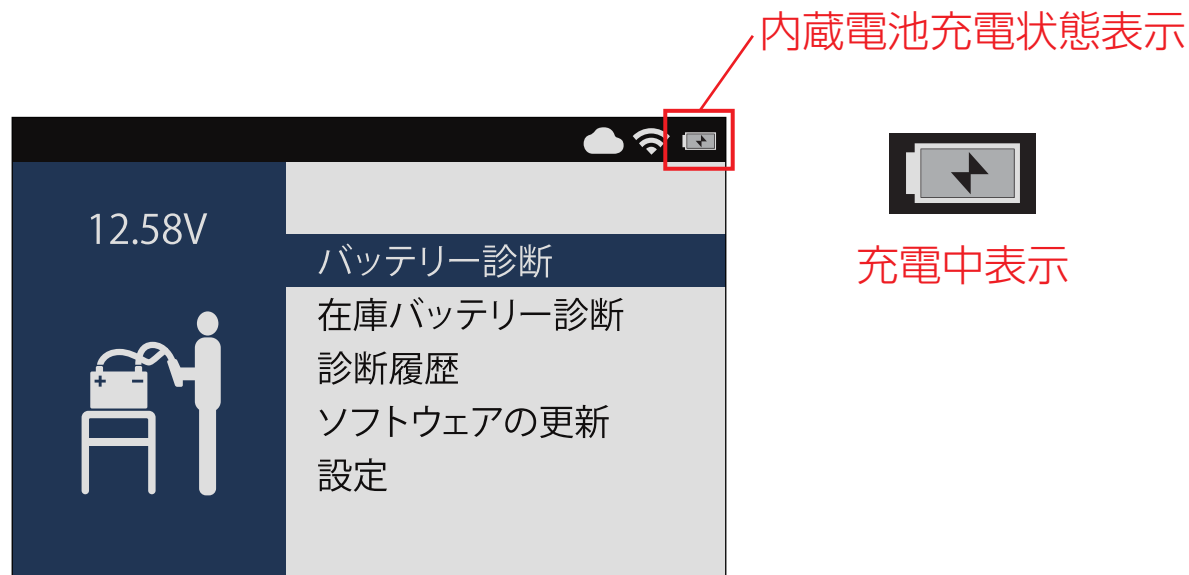 内蔵電池充電状態表示
12.58V
バッテリー診断
在庫バッテリー診断
診断履歴
ソフトウェアの更新
設定
+ −
充電中表示